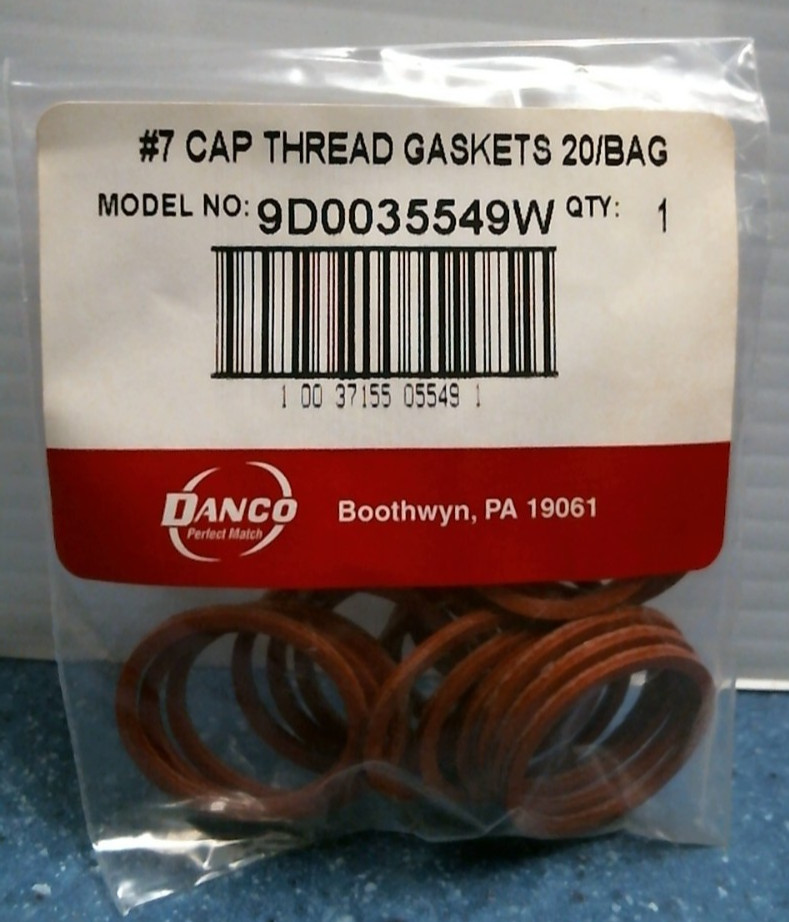 #7 CAP THREAD GASKETS 20/BAG
MODEL NO: 9D0035549W QTY: 1
1 00 37155 05549 1
DANCO Boothwyn, PA 19061
Perfect Match